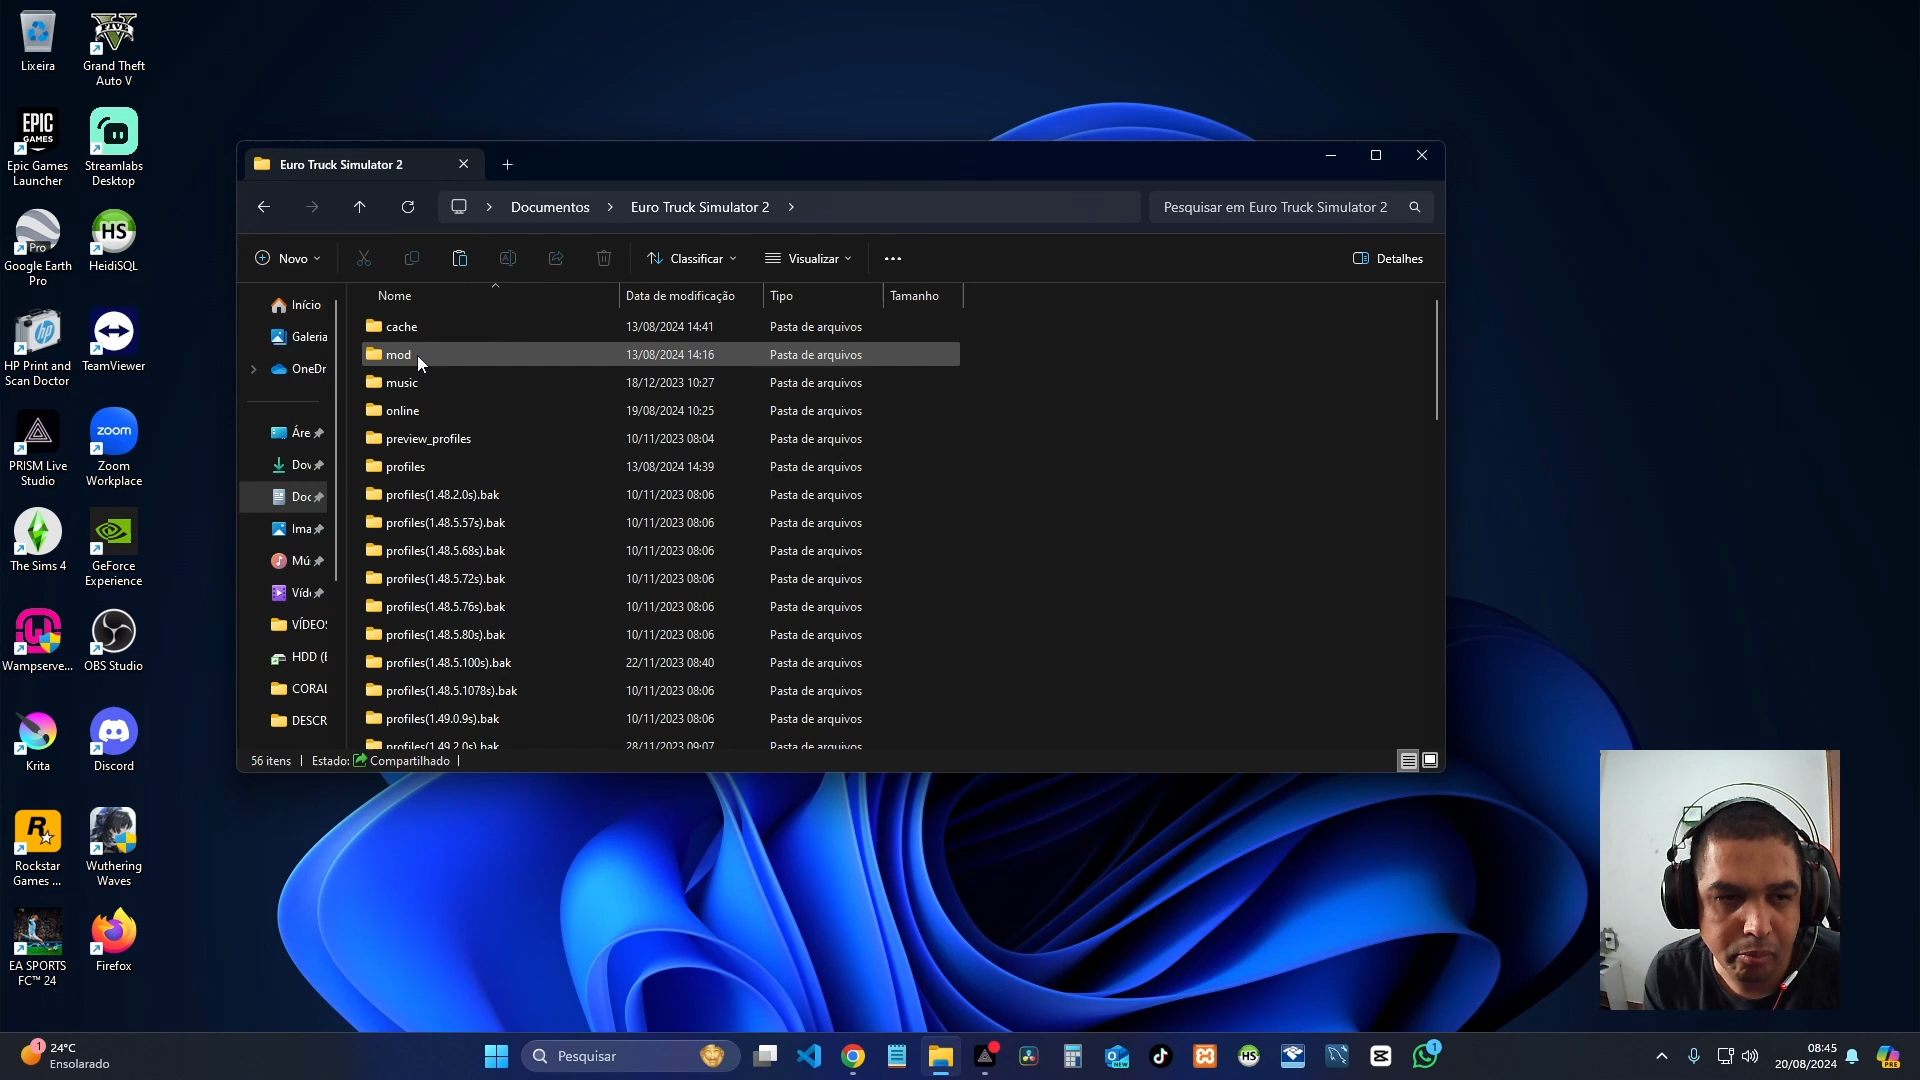 Lixeira
Grand Theft
Auto V
EPIC
GAMES
Epic Games
Launcher
Streamlabs
Desktop
Pro
Google Earth
Pro
HS
HeidiSQL
HP Print and
Scan Doctor
TeamViewer
PRISM Live
Studio
zoom
Zoom
Workplace
The Sims 4
GeForce
Experience
Wampserve...
OBS Studio
Krita
Discord
Rockstar
Games ...
Wuthering
Waves
EA SPORTS
FC™ 24
Firefox
Euro Truck Simulator 2
Documentos
Euro Truck Simulator 2
Pesquisar em Euro Truck Simulator 2
Novo
Classificar
Visualizar
Detalhes
Início
Galeria
OneDr
Áre
Dov
Doc
Ima
Mú
Víde
VÍDEOS
HDD (E
CORAL
DESCR
Nome Data de modificação Tipo Tamanho
cache 13/08/2024 14:41 Pasta de arquivos
mod 13/08/2024 14:16 Pasta de arquivos
music 18/12/2023 10:27 Pasta de arquivos
online 19/08/2024 10:25 Pasta de arquivos
preview_profiles 10/11/2023 08:04 Pasta de arquivos
profiles 13/08/2024 14:39 Pasta de arquivos
profiles(1.48.2.0s).bak 10/11/2023 08:06 Pasta de arquivos
profiles(1.48.5.57s).bak 10/11/2023 08:06 Pasta de arquivos
profiles(1.48.5.68s).bak 10/11/2023 08:06 Pasta de arquivos
profiles(1.48.5.72s).bak 10/11/2023 08:06 Pasta de arquivos
profiles(1.48.5.76s).bak 10/11/2023 08:06 Pasta de arquivos
profiles(1.48.5.80s).bak 10/11/2023 08:06 Pasta de arquivos
profiles(1.48.5.100s).bak 22/11/2023 08:40 Pasta de arquivos
profiles(1.48.5.1078s).bak 10/11/2023 08:06 Pasta de arquivos
profiles(1.49.0.9s).bak 10/11/2023 08:06 Pasta de arquivos
profiles(1.49.2.0s).bak 28/11/2023 09:07 Pasta de arquivos
56 itens Estado: Compartilhado
1
24°C
Ensolarado
Pesquisar
HS
NEW
1
08:45
20/08/2024
PRE